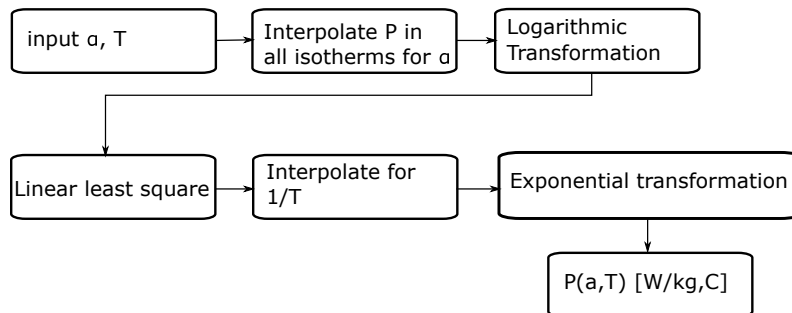 input ɑ, T
Interpolate P in
all isotherms for ɑ
Logarithmic
Transformation
Linear least square
Interpolate for
1/T
Exponential transformation
P(a,T) [W/kg,C]